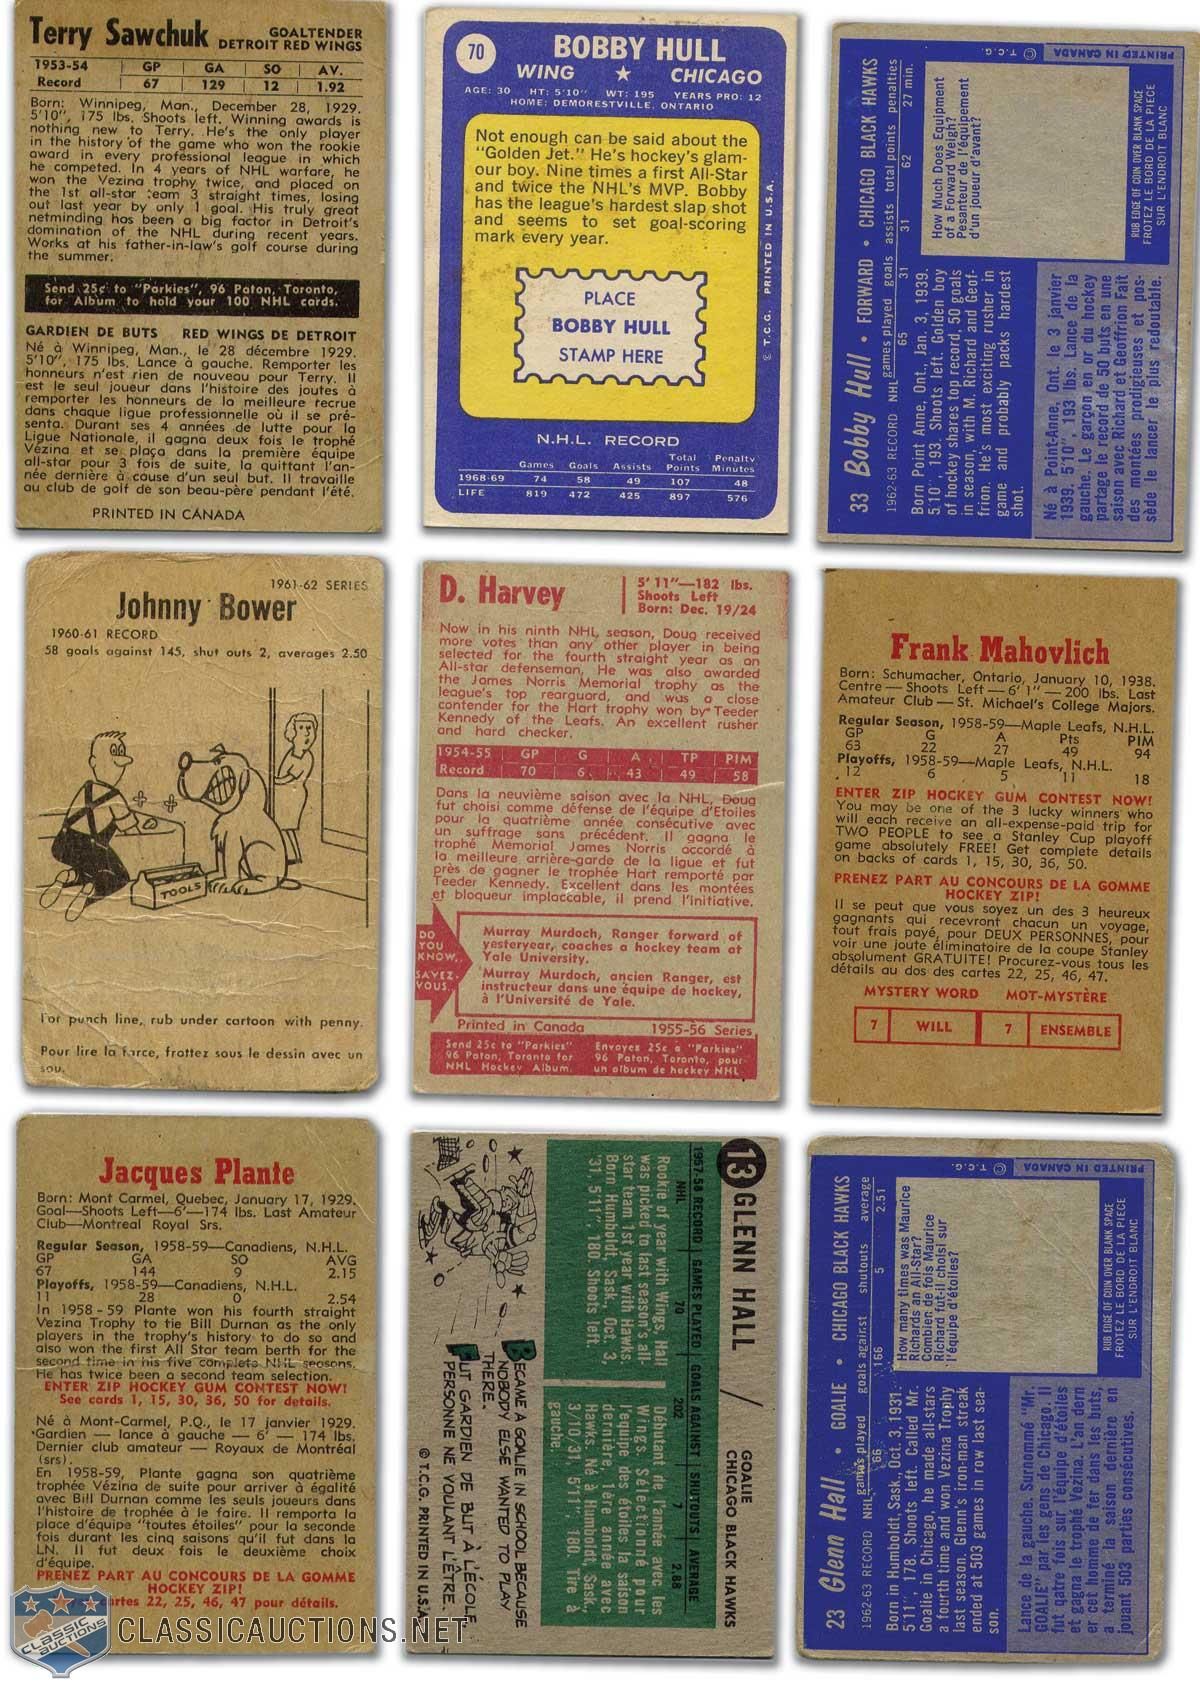 Terry Sawchuk
GOALTENDER
DETROIT RED WINGS
1953-54 GP GA SO AV.
Record 67 129 12 1.92
Born: Winnipeg, Man., December 28, 1929.
5'10", 175 lbs. Shoots left. Winning awards is
nothing new to Terry. He's the only player
in the history of the game who won the rookie
award in every professional league in which
he competed. In 4 years of NHL warfare, he
won the Vezina trophy twice, and placed on
the 1st all-star team 3 straight times, losing
out last year by only 1 goal. His truly great
netminding has been a big factor in Detroit's
domination of the NHL during recent years.
Works at his father-in-law's golf course during
the summer.
Send 25¢ to "Parkies", 96 Paton, Toronto,
for Album to hold your 100 NHL cards.
GARDIEN DE BUTS RED WINGS DE DETROIT
Né à Winnipeg, Man., le 28 décembre 1929.
5'10", 175 lbs. Lance à gauche. Remporter les
honneurs n'est rien de nouveau pour Terry. Il
est le seul joueur dans l'histoire des joutes à
remporter les honneurs de la meilleure recrue
dans chaque ligue professionnelle où il se pré-
senta. Durant ses 4 années de lutte pour la
Ligue Nationale, il gagna deux fois le trophé
Vézina et se plaça dans la première équipe
all-star pour 3 fois de suite, la quittant l'an-
née dernière à cause d'un seul but. Il travaille
au club de golf de son beau-père pendant l'été.
PRINTED IN CANADA
70
BOBBY HULL
WING ★ CHICAGO
AGE: 30 HT: 5'10" WT: 195 YEARS PRO: 12
HOME: DEMORESTVILLE, ONTARIO
Not enough can be said about the
"Golden Jet." He's hockey's glam-
our boy. Nine times a first All-Star
and twice the NHL's MVP. Bobby
has the league's hardest slap shot
and seems to set goal-scoring
mark every year.
PLACE
BOBBY HULL
STAMP HERE
© T.C.G. PRINTED IN U.S.A.
N.H.L. RECORD
Games Goals Assists Total Points Penalty Minutes
1968-69 74 58 49 107 48
LIFE 819 472 425 897 576
33 Bobby Hull • FORWARD • CHICAGO BLACK HAWKS
1962-63 RECORD NHL games played goals assists total points penalties
65 31 31 62 27 min.
Born Point Anne, Ont., Jan. 3, 1939.
5'10", 193. Shoots left. Golden boy
of hockey shares top record, 50 goals
in season, with M. Richard and Geof-
frion. He's most exciting rusher in
game and probably packs hardest
shot.
Né à Point-Anne, Ont. le 3 janvier
1939. 5'10", 193 lbs. Lance de la
gauche. Le garçon en or du hockey
partage le record de 50 buts en une
saison avec Richard et Geoffrion Fait
des montées prodigieuses et pos-
sède le lancer le plus redoutable.
How Much Does Equipment
of a Forward Weigh?
Pesanteur de l'équipement
d'un joueur d'avant?
RUB EDGE OF COIN OVER BLANK SPACE
FROTEZ LE BORD DE LA PIECE
SUR L'ENDROIT BLANC
© T.C.G. PRINTED IN CANADA
1961-62 SERIES
Johnny Bower
1960-61 RECORD
58 goals against 145, shut outs 2, averages 2.50
TOOLS
For punch line, rub under cartoon with penny.
Pour lire la farce, frottez sous le dessin avec un
sou.
D. Harvey
5' 11"—182 lbs.
Shoots Left
Born: Dec. 19/24
Now in his ninth NHL season, Doug received
more votes than any other player in being
selected for the fourth straight year as an
All-star defenseman. He was also awarded
the James Norris Memorial trophy as the
league's top rearguard, and was a close
contender for the Hart trophy won by Teeder
Kennedy of the Leafs. An excellent rusher
and hard checker.
1954-55 GP G A TP PIM
Record 70 6 43 49 58
Dans la neuvième saison avec la NHL, Doug
fut choisi comme défense de l'équipe d'Etoiles
pour la quatrième année consécutive avec
un suffrage sans précédent. Il gagna le
trophé Memorial James Norris accordé à
la meilleure arrière-garde de la ligue et fut
près de gagner le trophée Hart remporté par
Teeder Kennedy. Excellent dans les montées
et bloqueur implaccable, il prend l'Initiative.
DO
YOU
KNOW.
SAVEZ-
VOUS
Murray Murdoch, Ranger forward of
yesteryear, coaches a hockey team at
Yale University.
Murray Murdoch, ancien Ranger, est
instructeur dans une équipe de hockey,
à l'Université de Yale.
Printed in Canada 1955-56 Series
Send 25¢ to "Parkies"
96 Paton, Toronto for
NHL Hockey Album.
Envoyez 25¢ a "Parkies"
96 Paton, Toronto, pour
un album de hockey NHL
Frank Mahovlich
Born: Schumacher, Ontario, January 10, 1938.
Centre — Shoots Left — 6' 1" — 200 lbs. Last
Amateur Club — St. Michael's College Majors.
Regular Season, 1958-59—Maple Leafs, N.H.L.
GP G A Pts PIM
63 22 27 49 94
Playoffs, 1958-59—Maple Leafs, N.H.L.
12 6 5 11 18
ENTER ZIP HOCKEY GUM CONTEST NOW!
You may be one of the 3 lucky winners who
will each receive an all-expense-paid trip for
TWO PEOPLE to see a Stanley Cup playoff
game absolutely FREE! Get complete details
on backs of cards 1, 15, 30, 36, 50.
PRENEZ PART AU CONCOURS DE LA GOMME
HOCKEY ZIP!
Il se peut que vous soyez un des 3 heureux
gagnants qui recevront chacun un voyage,
tout frais payé, pour DEUX PERSONNES, pour
voir une joute éliminatoire de la coupe Stanley
absolument GRATUITE! Procurez-vous tous les
détails au dos des cartes 22, 25, 46, 47.
MYSTERY WORD MOT-MYSTÈRE
7 WILL 7 ENSEMBLE
Jacques Plante
Born: Mont Carmel, Quebec, January 17, 1929.
Goal—Shoots Left—6'—174 lbs. Last Amateur
Club—Montreal Royal Srs.
Regular Season, 1958-59—Canadiens, N.H.L.
GP GA SO AVG
67 144 9 2.15
Playoffs, 1958-59—Canadiens, N.H.L.
11 28 0 2.54
In 1958-59 Plante won his fourth straight
Vezina Trophy to tie Bill Durnan as the only
players in the trophy's history to do so and
also won the first All Star team berth for the
second time in his five complete NHL seasons.
He has twice been a second team selection.
ENTER ZIP HOCKEY GUM CONTEST NOW!
See cards 1, 15, 30, 36, 50 for details.
Né à Mont-Carmel, P.Q., le 17 janvier 1929.
Gardien — lance à gauche — 6' — 174 lbs.
Dernier club amateur — Royaux de Montréal
(srs).
En 1958-59, Plante gagna son quatrième
trophée Vézina de suite pour arriver à égalité
avec Bill Durnan comme les seuls joueurs dans
l'histoire de trophée à le faire. Il remporta la
place d'équipe "toutes étoiles" pour la seconde
fois durant les cinq saisons qu'il fut dans la
LN. Il fut deux fois le deuxième choix
d'équipe.
PRENEZ PART AU CONCOURS DE LA GOMME
HOCKEY ZIP!
cartes 22, 25, 46, 47 pour détails.
13 GLENN HALL / GOALIE
CHICAGO BLACK HAWKS
1957-58 RECORD GAMES PLAYED GOALS AGAINST SHUTOUTS AVERAGE
NHL 70 202 7 2.88
Rookie of year with Wings, Hall
was picked to last season's all-
star team 1st year with Hawks.
Born Humboldt, Sask., Oct. 3,
'31. 5'11", 180. Shoots left.
Débutant de l'année avec les
Wings. Sélectionné pour
l'équipe des étoiles la saison
dernière, 1ère année avec
Hawks. Né à Humboldt, Sask.,
3/10/31, 5'11", 180. Tire à
gauche.
BECAME A GOALIE IN SCHOOL BECAUSE
NOBODY ELSE WANTED TO PLAY
THERE.
FUT GARDIEN DE BUT À L'ÉCOLE,
PERSONNE NE VOULANT L'ÊTRE.
© T.C.G. PRINTED IN U.S.A.
23 Glenn Hall • GOALIE • CHICAGO BLACK HAWKS
1962-63 RECORD NHL games played goals against shutouts average
66 166 5 2.51
Born in Humboldt, Sask., Oct. 3, 1931.
5'11", 178. Shoots left. Called Mr.
Goalie in Chicago, he made all-stars
a fourth time and won Vezina Trophy
last season. Glenn's iron-man streak
ended at 503 games in row last sea-
son.
Lance de la gauche. Surhommé "Mr.
GOALIE" par les gens de Chicago. Il
fut qatre fois sur l'équipe d'étoiles
et gagna le trophée Vezina. L'an dern
er cet homme de fer dans les buts,
a terminé la saison dernière en
jouant 503 parties consécutives.
How many times was Maurice
Richards an All-Star?
Combien de fois Maurice
Richard fut-il choisi sur
l'équipe d'étoiles?
RUB EDGE OF COIN OVER BLANK SPACE
FROTEZ LE BORD DE LA PIECE
SUR L'ENDROIT BLANC
© T.C.G. PRINTED IN CANADA
CLASSIC
AUCTIONS
CLASSICAUCTIONS.NET